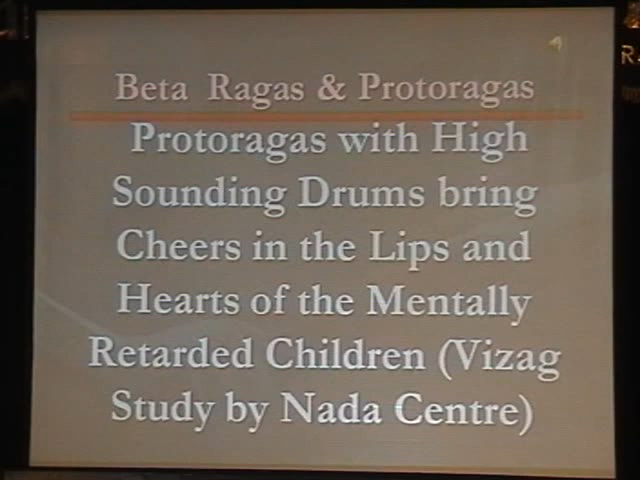 Beta Ragas & Protoragas
Protoragas with High
Sounding Drums bring
Cheers in the Lips and
Hearts of the Mentally
Retarded Children (Vizag
Study by Nada Centre)